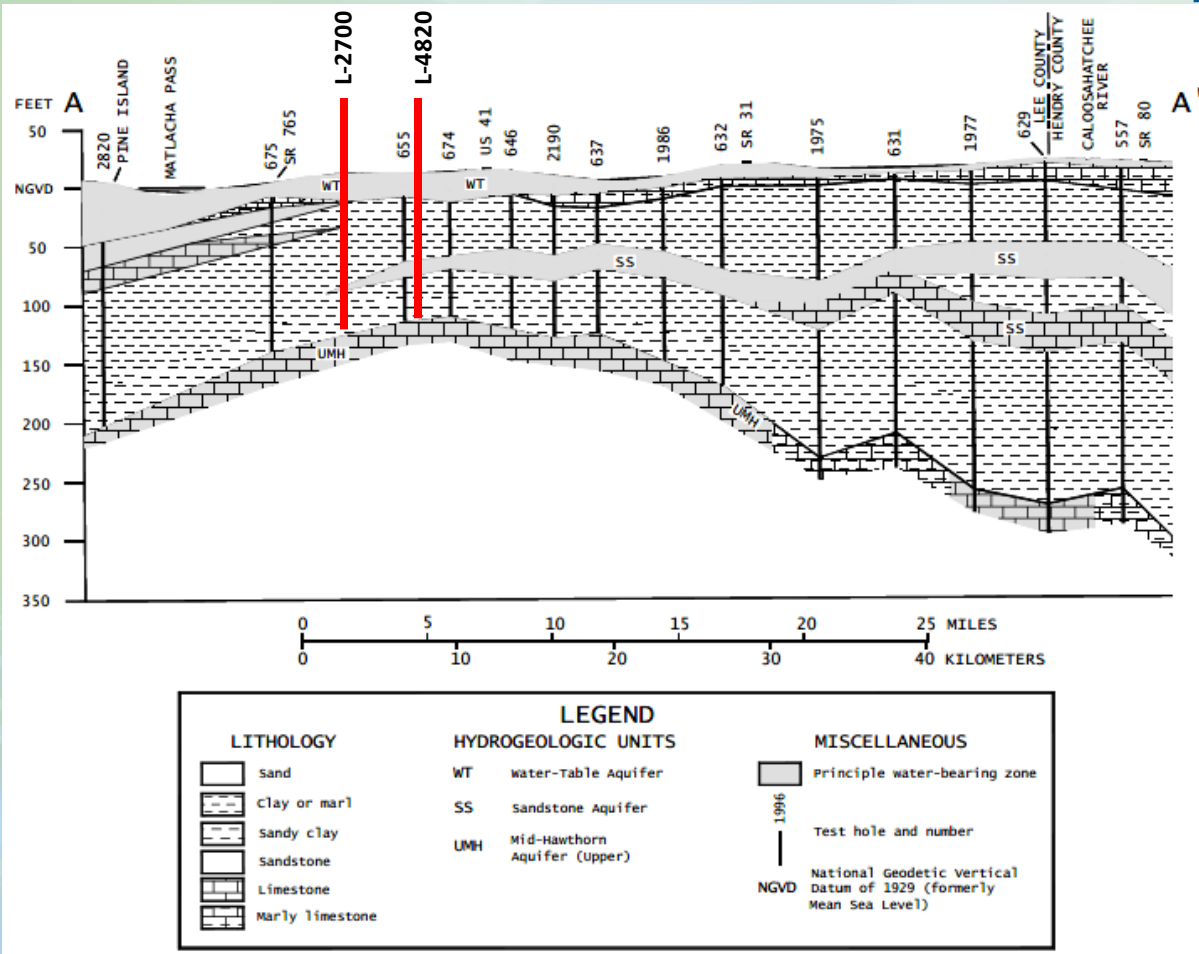 L-2700
L-4820
FEET A
A'
2820
PINE ISLAND
MATLACHA PASS
675
SR 765
655
674
US 41
646
2190
637
1986
632
SR 31
1975
631
1977
629
LEE COUNTY
HENDRY COUNTY
CALOOSAHATCHEE
RIVER
557
SR 80
50
NGVD
50
100
150
200
250
300
350
WT
WT
SS
SS
SS
UMH
UMH
0 5 10 15 20 25 MILES
0 10 20 30 40 KILOMETERS
LEGEND
LITHOLOGY
Sand
Clay or marl
Sandy clay
Sandstone
Limestone
Marly limestone
HYDROGEOLOGIC UNITS
WT Water-Table Aquifer
SS Sandstone Aquifer
UMH Mid-Hawthorn
Aquifer (Upper)
MISCELLANEOUS
Principle water-bearing zone
1996
Test hole and number
NGVD National Geodetic Vertical
Datum of 1929 (formerly
Mean Sea Level)